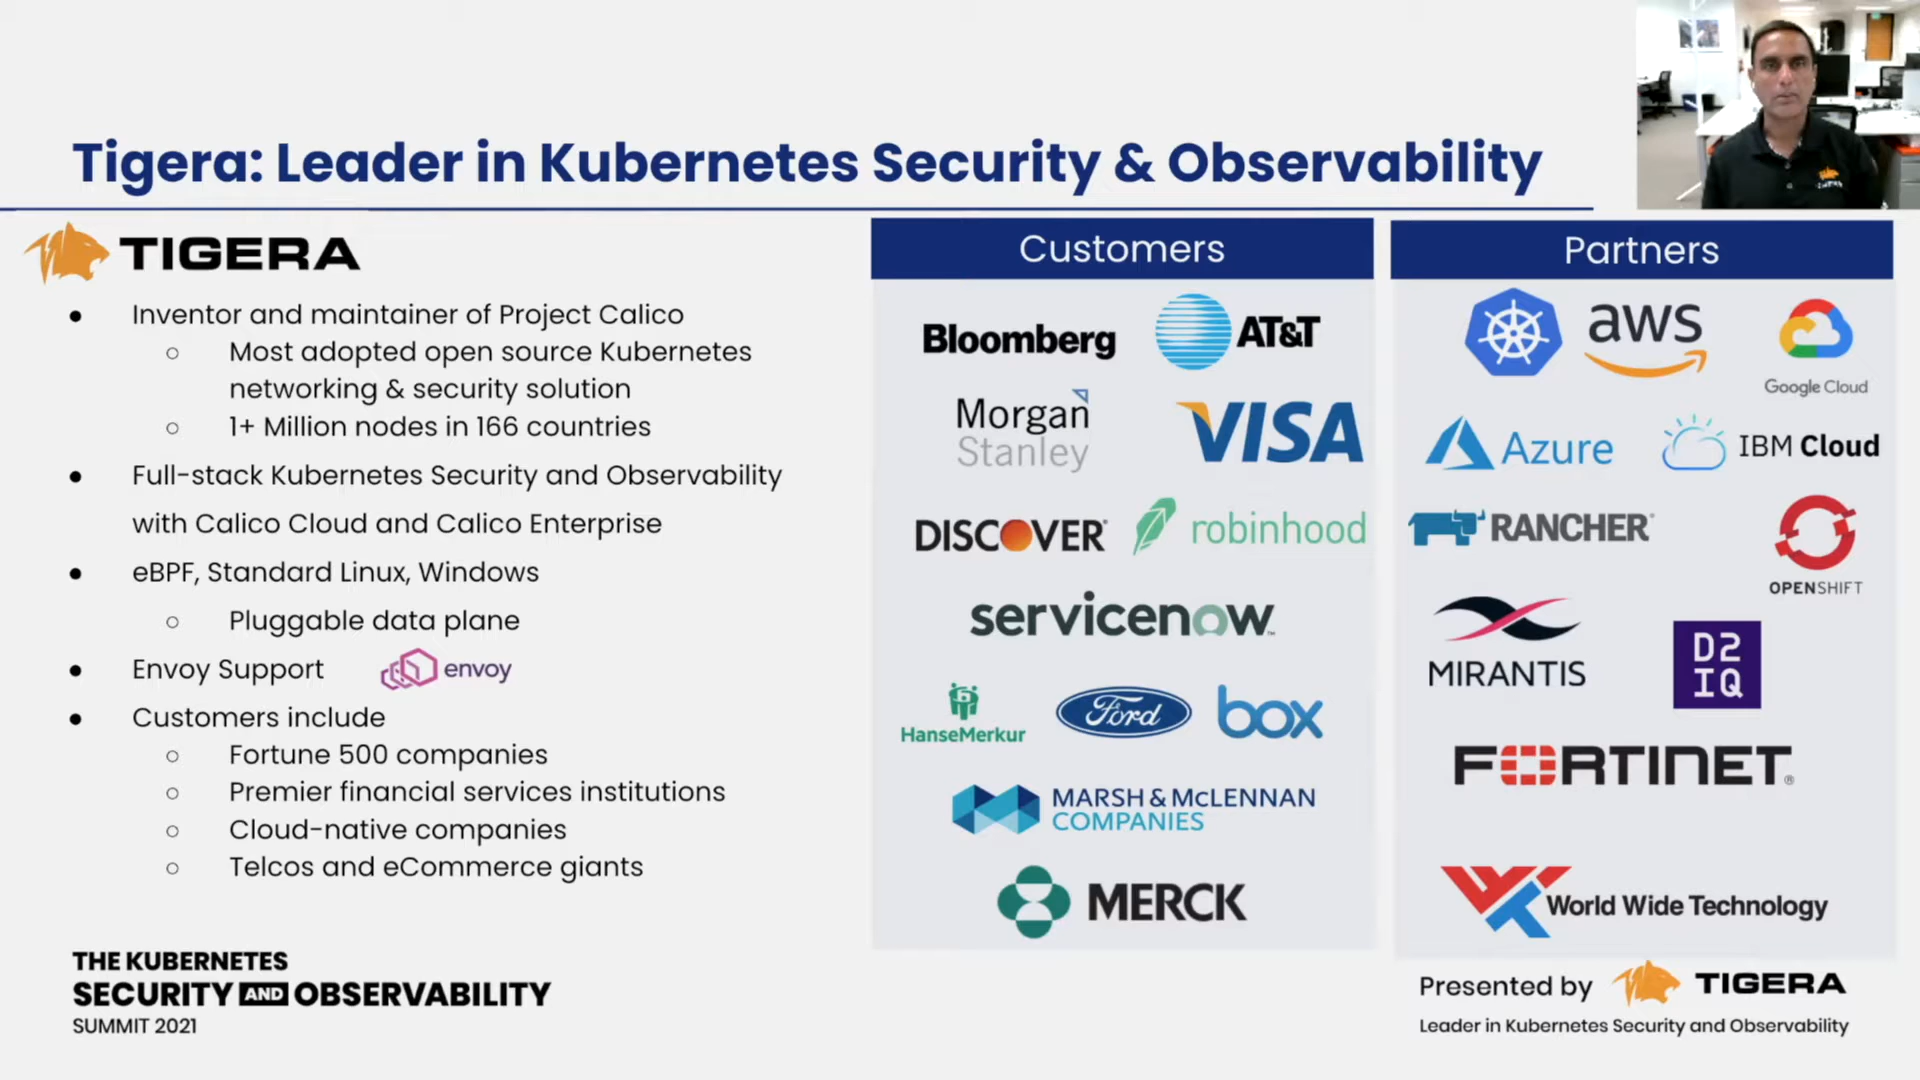 Tigera: Leader in Kubernetes Security & Observability
TIGERA
● Inventor and maintainer of Project Calico
○ Most adopted open source Kubernetes
networking & security solution
○ 1+ Million nodes in 166 countries
● Full-stack Kubernetes Security and Observability
with Calico Cloud and Calico Enterprise
● eBPF, Standard Linux, Windows
○ Pluggable data plane
● Envoy Support envoy
● Customers include
○ Fortune 500 companies
○ Premier financial services institutions
○ Cloud-native companies
○ Telcos and eCommerce giants
Customers
Bloomberg AT&T
Morgan
Stanley
VISA
DISCOVER robinhood
servicenow™
HanseMerkur Ford box
MARSH & McLENNAN
COMPANIES
MERCK
Partners
aws
Google Cloud
Azure IBM Cloud
RANCHER®
OPENSHIFT
MIRANTIS
D2
IQ
FORTINET®
World Wide Technology
THE KUBERNETES
SECURITY AND OBSERVABILITY
SUMMIT 2021
Presented by TIGERA
Leader in Kubernetes Security and Observability